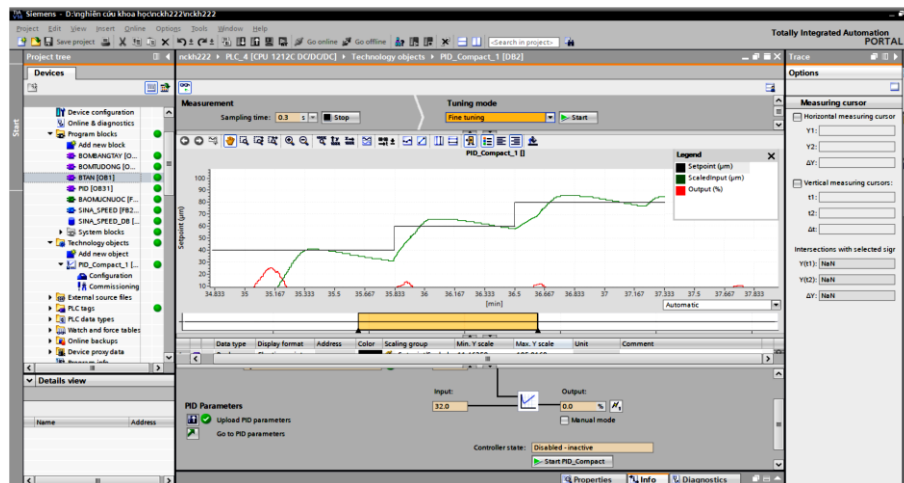 Siemens - D:\nghiên cứu khoa học\nckh222\nckh222
Project Edit View Insert Online Options Tools Window Help
Totally Integrated Automation
PORTAL
Save project
Go online
Go offline
<Search in project>
Project tree
nckh222 ▸ PLC_4 [CPU 1212C DC/DC/DC] ▸ Technology objects ▸ PID_Compact_1 [DB2]
Trace
Devices
Options
Start
Device configuration
Online & diagnostics
Program blocks
Add new block
BOMBANGTAY [O...
BOMTUDONG [O...
BTAN [OB1]
PID [OB31]
BAOMUCNUOC [F...
SINA_SPEED [FB2...
SINA_SPEED_DB [...
System blocks
Technology objects
Add new object
PID_Compact_1 [...
Configuration
Commissioning
External source files
PLC tags
PLC data types
Watch and force tables
Online backups
Device proxy data
Program info
Details view
Name Address
Measurement
Sampling time: 0.3 s Stop
Tuning mode
Fine tuning Start
PID_Compact_1 []
Legend
Setpoint (µm)
ScaledInput (µm)
Output (%)
Setpoint (µm)
100
90
80
70
60
50
40
30
20
10
34.833 35 35.167 35.333 35.5 35.667 35.833 36 36.167 36.333 36.5 36.667 36.833 37 37.167 37.333 37.5 37.667 37.833
[min]
Automatic
Data type Display format Address Color Scaling group Min. Y scale Max. Y scale Unit Comment
Input: Output:
32.0 0.0 %
PID Parameters
Upload PID parameters
Go to PID parameters
Manual mode
Controller state: Disabled - inactive
Start PID_Compact
Properties Info Diagnostics
Measuring cursor
Horizontal measuring cursor
Y1:
Y2:
ΔY:
Vertical measuring cursors:
t1:
t2:
Δt:
Intersections with selected sigr
Y(t1): NaN
Y(t2): NaN
ΔY: NaN